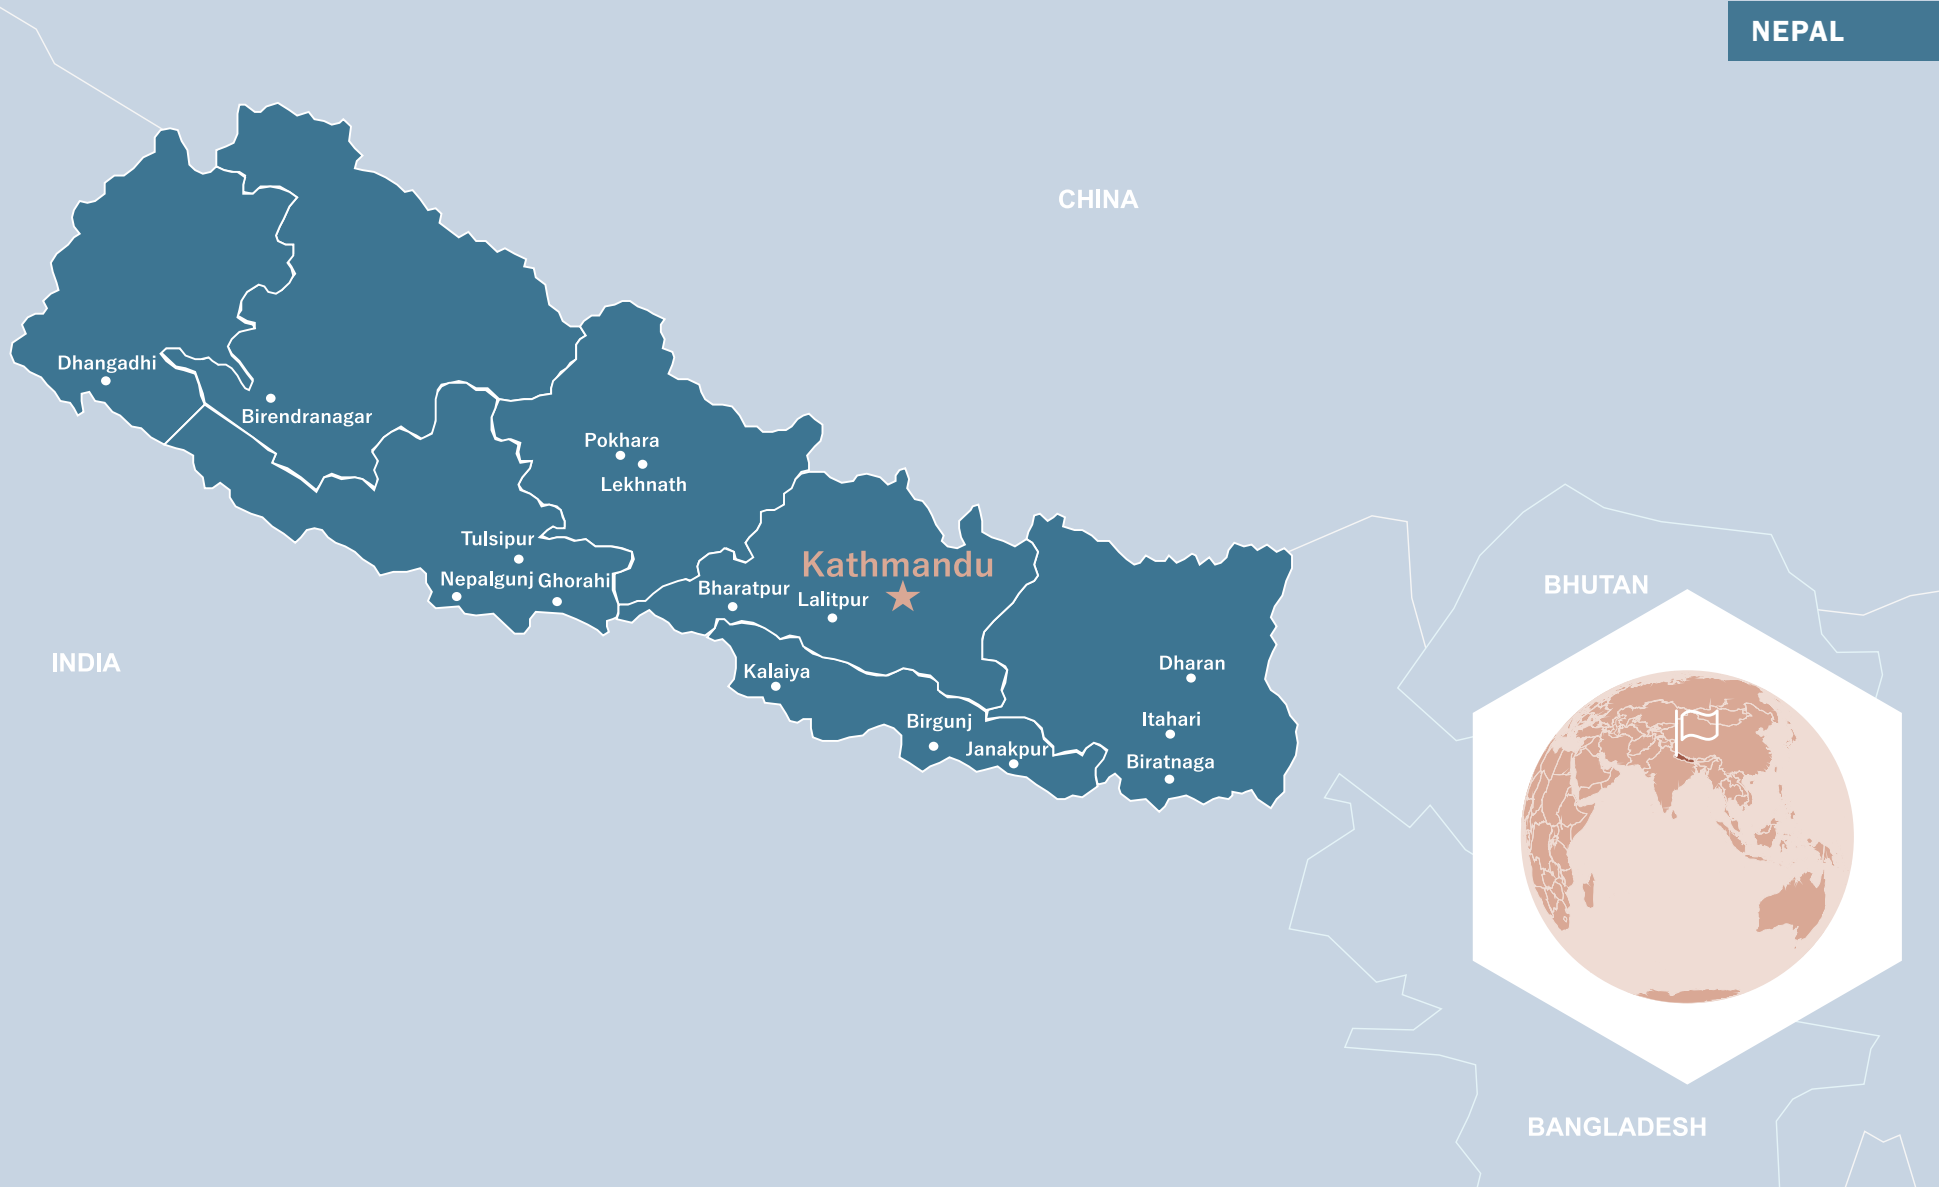 NEPAL
CHINA
Dhangadhi
Birendranagar
Pokhara
Lekhnath
Tulsipur
Kathmandu
Nepalgunj
Ghorahi
Bharatpur
Lalitpur
BHUTAN
INDIA
Dharan
Kalaiya
Itahari
Birgunj
Janakpur
Biratnaga
BANGLADESH